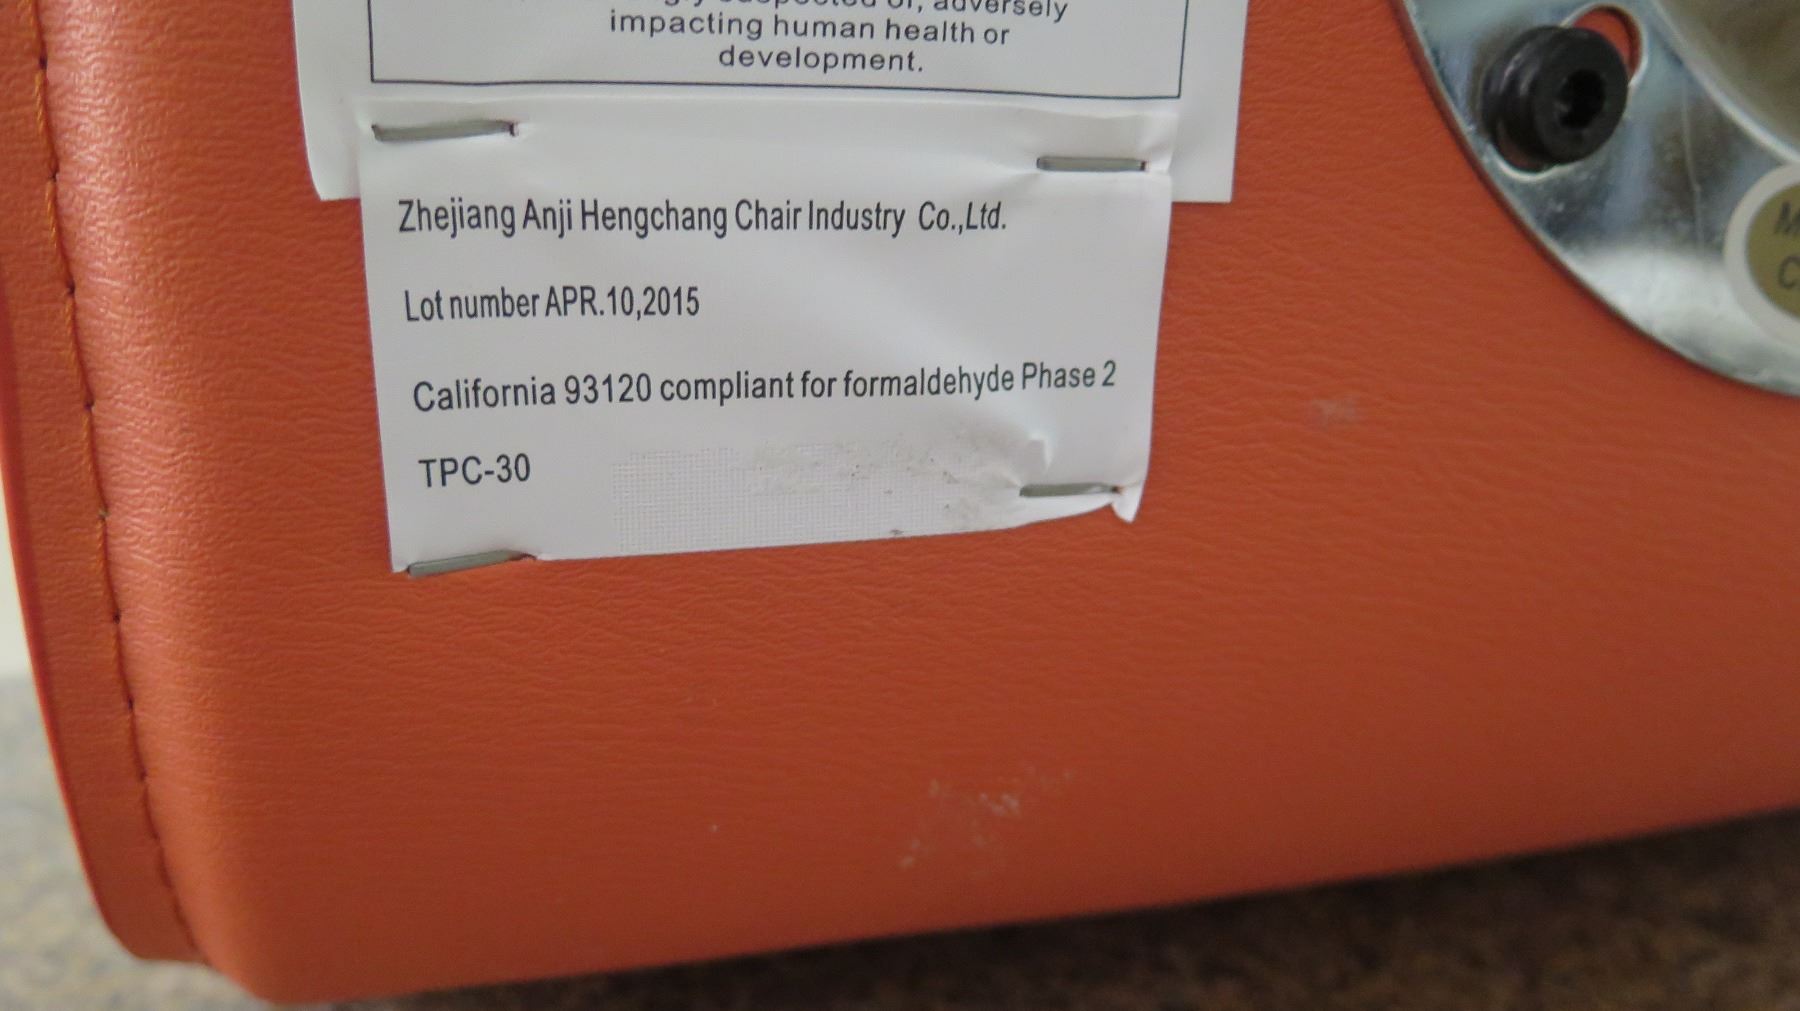 adversely
impacting human health or
development.
Zhejiang Anji Hengchang Chair Industry Co.,Ltd.
Lot number APR.10,2015
California 93120 compliant for formaldehyde Phase 2
TPC-30